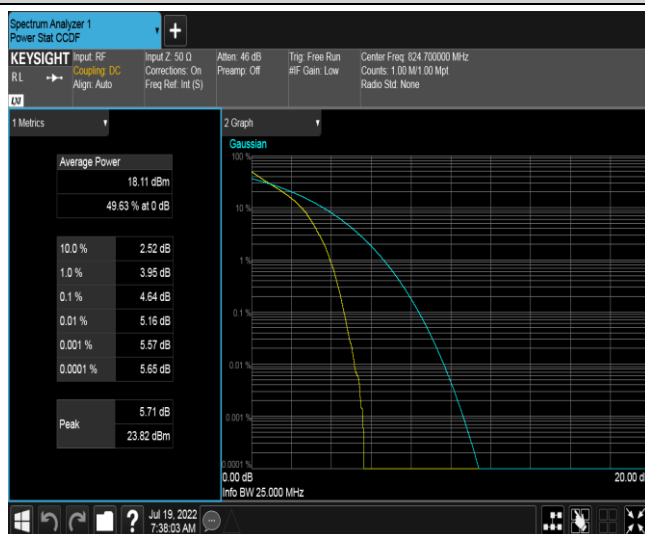 Spectrum Analyzer 1
Power Stat CCDF
KEYSIGHT
R L
LXI
Input: RF
Coupling: DC
Align: Auto
Input Z: 50 Ω
Corrections: On
Freq Ref: Int (S)
Atten: 46 dB
Preamp: Off
Trig: Free Run
#IF Gain: Low
Center Freq: 824.700000 MHz
Counts: 1.00 M/1.00 Mpt
Radio Std: None
1 Metrics
Average Power
18.11 dBm
49.63 % at 0 dB
10.0 % 2.52 dB
1.0 % 3.95 dB
0.1 % 4.64 dB
0.01 % 5.16 dB
0.001 % 5.57 dB
0.0001 % 5.65 dB
Peak
5.71 dB
23.82 dBm
2 Graph
Gaussian
100 %
10 %
1 %
0.1 %
0.01 %
0.001 %
0.0001 %
0.00 dB 20.00 d
Info BW 25.000 MHz
?
Jul 19, 2022
7:38:03 AM